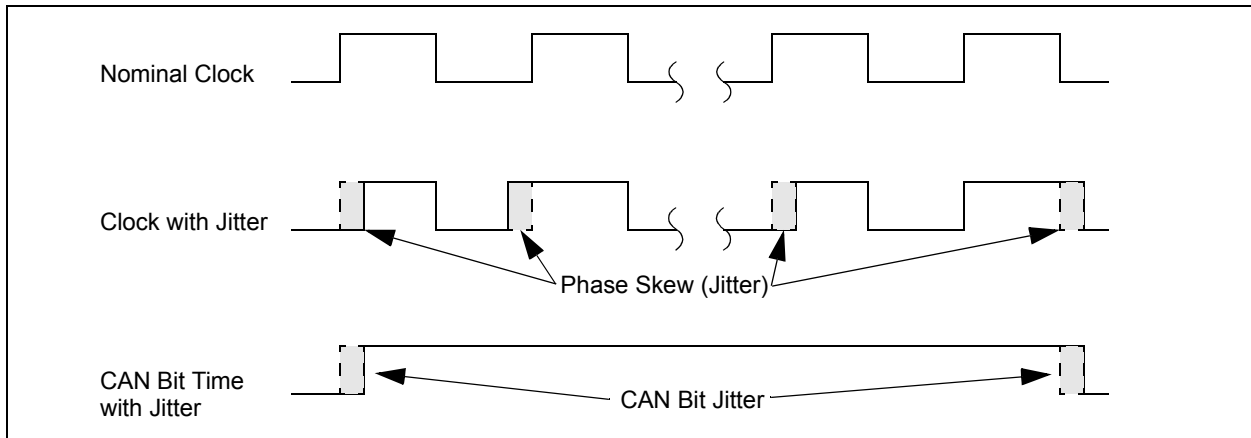 Nominal Clock
Clock with Jitter
Phase Skew (Jitter)
CAN Bit Time
with Jitter
CAN Bit Jitter